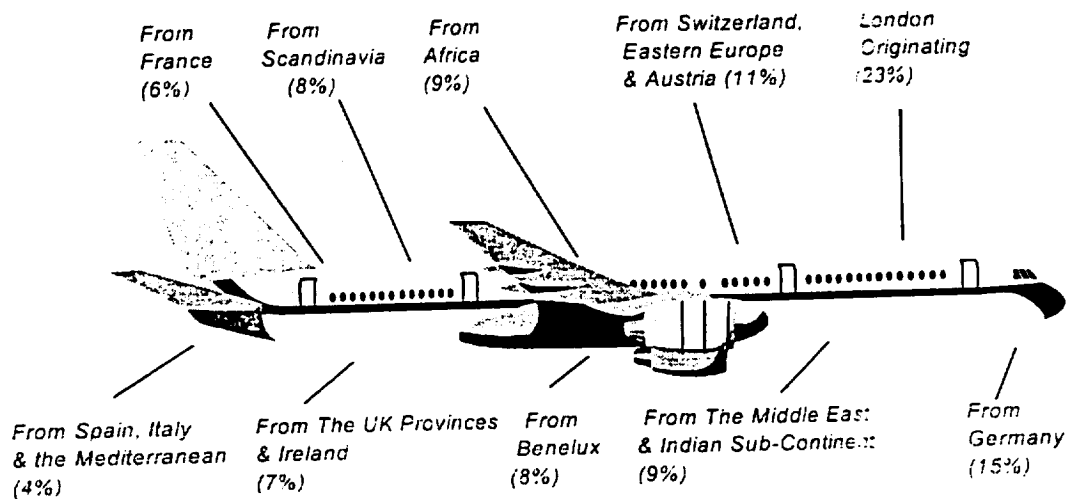 From
France
(6%)
From
Scandinavia
(8%)
From
Africa
(9%)
From Switzerland,
Eastern Europe
& Austria (11%)
London
Originating
(23%)
From Spain, Italy
& the Mediterranean
(4%)
From The UK Provinces
& Ireland
(7%)
From
Benelux
(8%)
From The Middle East
& Indian Sub-Continent
(9%)
From
Germany
(15%)